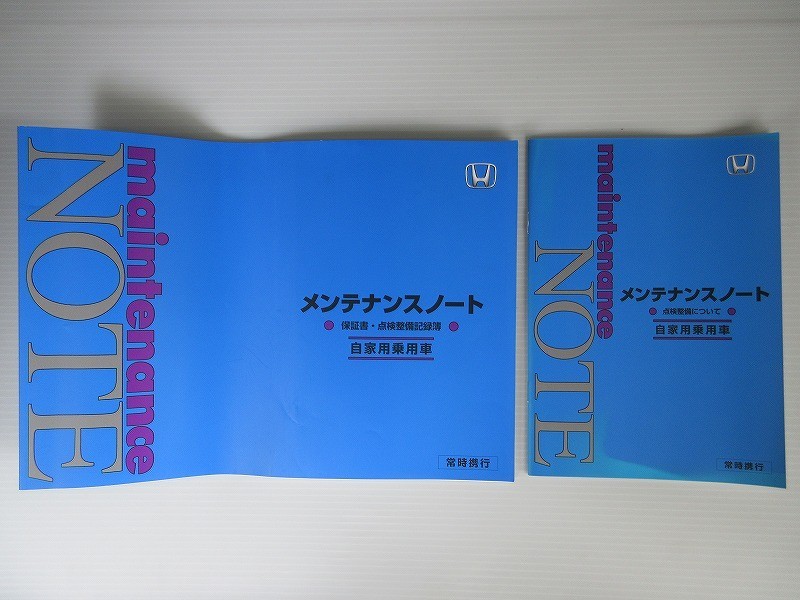 maintenance
NOTE
メンテナンスノート
●保証書・点検整備記録簿●
自家用乗用車
常時携行
maintenance
NOTE
メンテナンスノート
●点検整備について●
自家用乗用車
常時携行